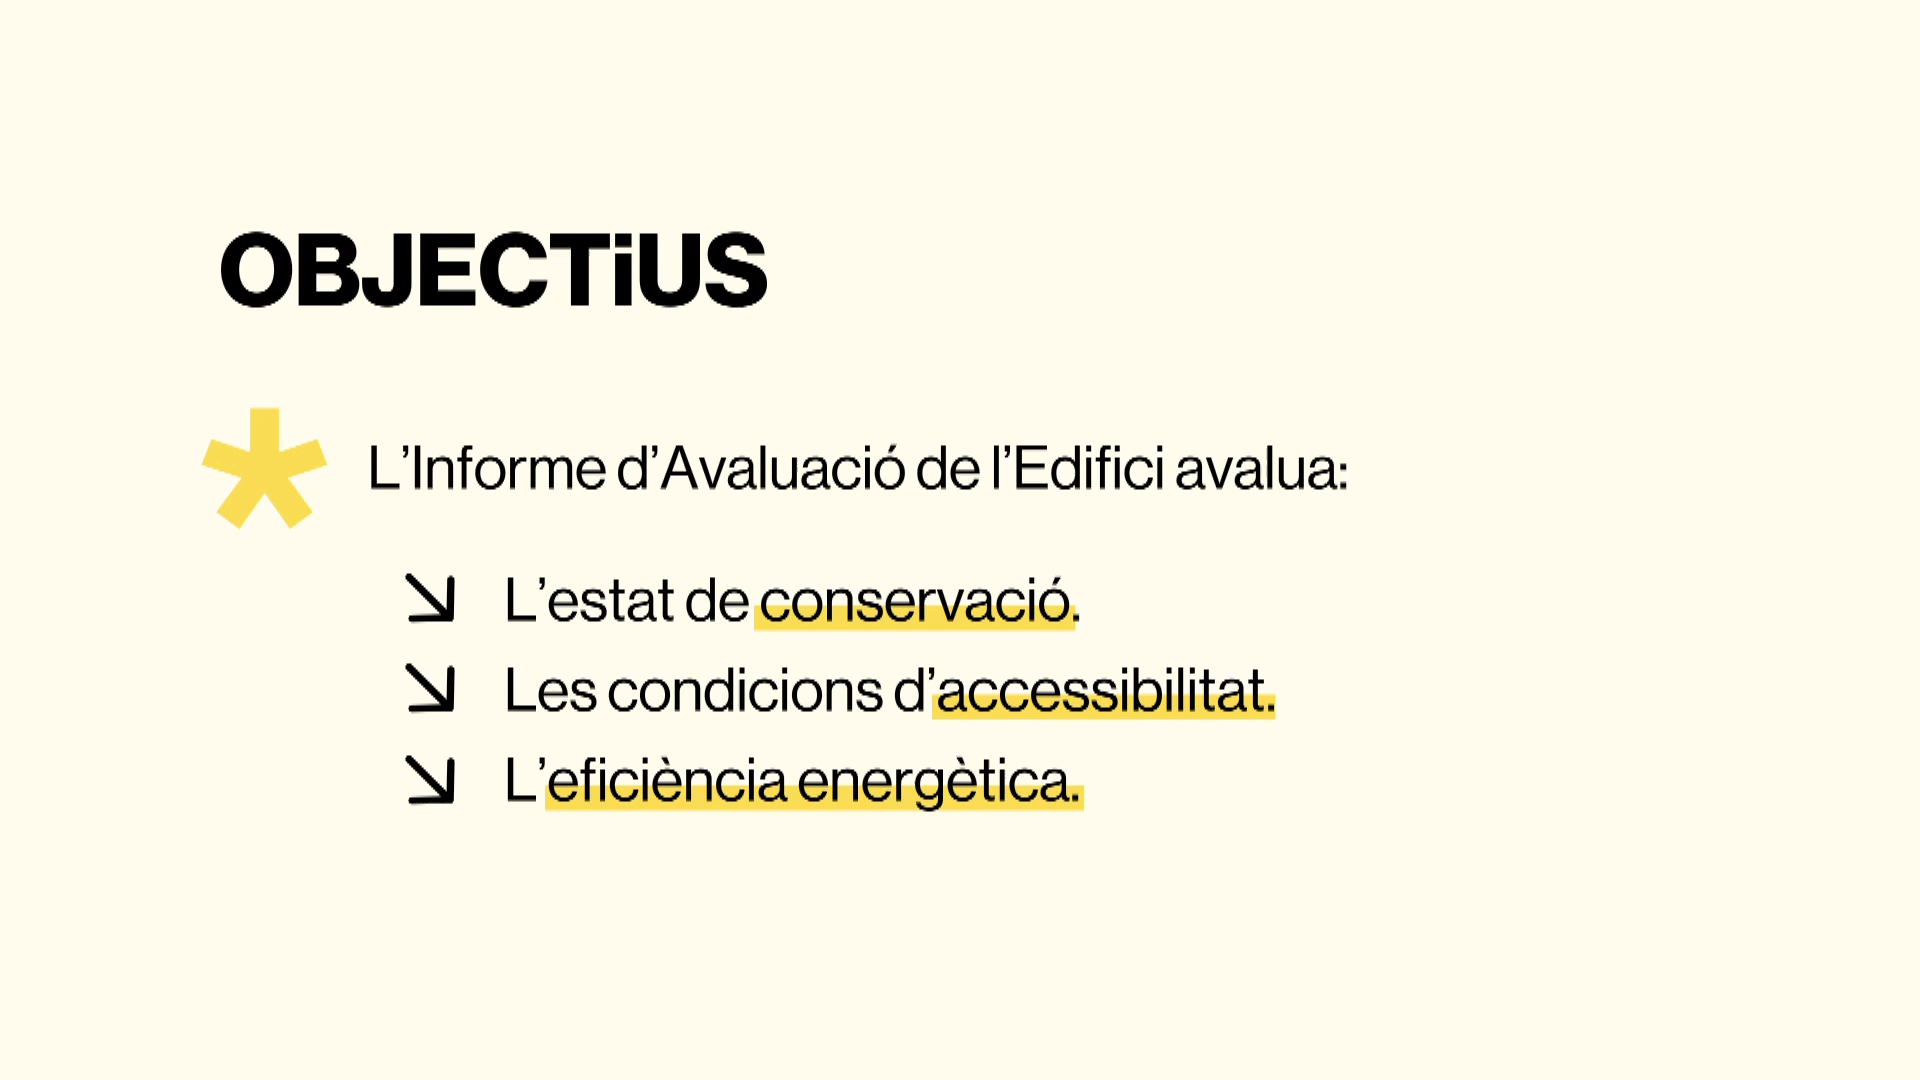 OBJECTiUS
L’Informe d’Avaluació de l’Edifici avalua:
L’estat de conservació.
Les condicions d’accessibilitat.
L’eficiència energètica.